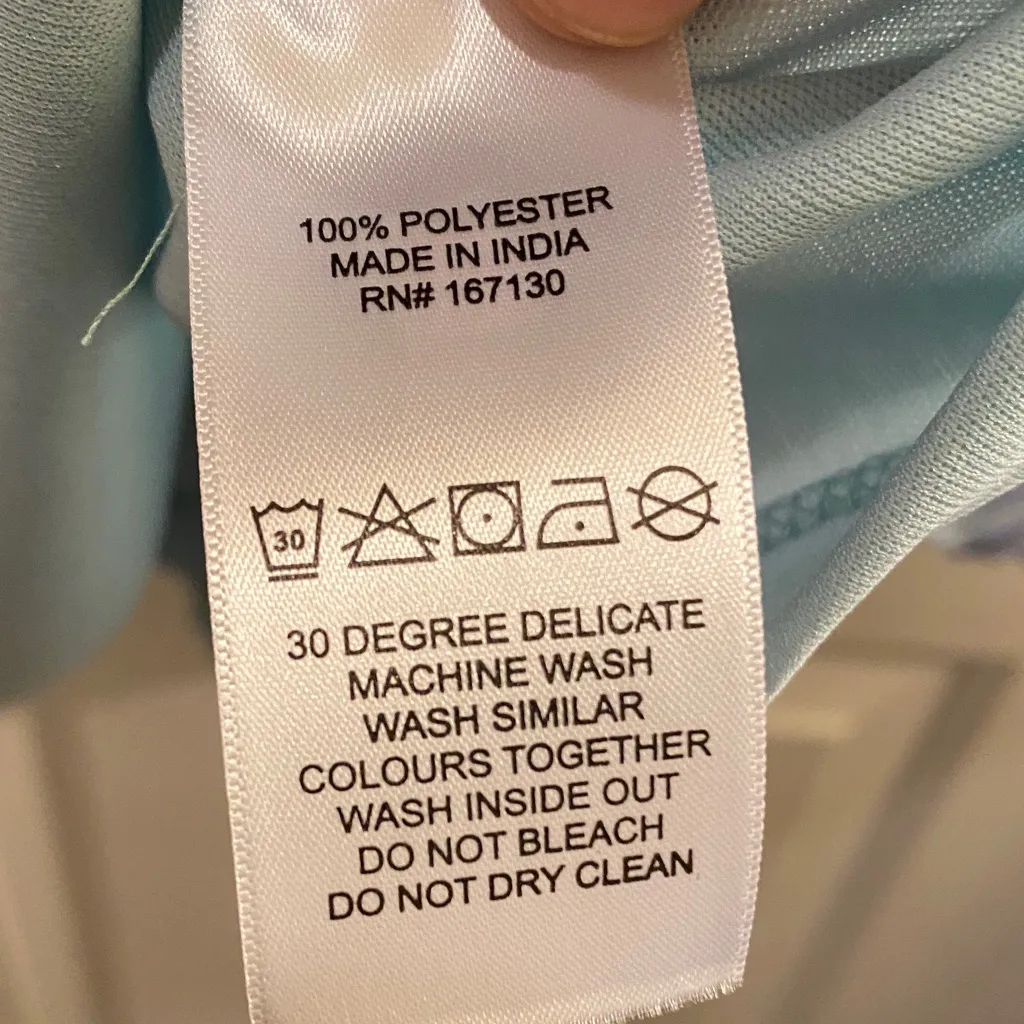 100% POLYESTER
MADE IN INDIA
RN# 167130
30
30 DEGREE DELICATE
MACHINE WASH
WASH SIMILAR
COLOURS TOGETHER
WASH INSIDE OUT
DO NOT BLEACH
DO NOT DRY CLEAN